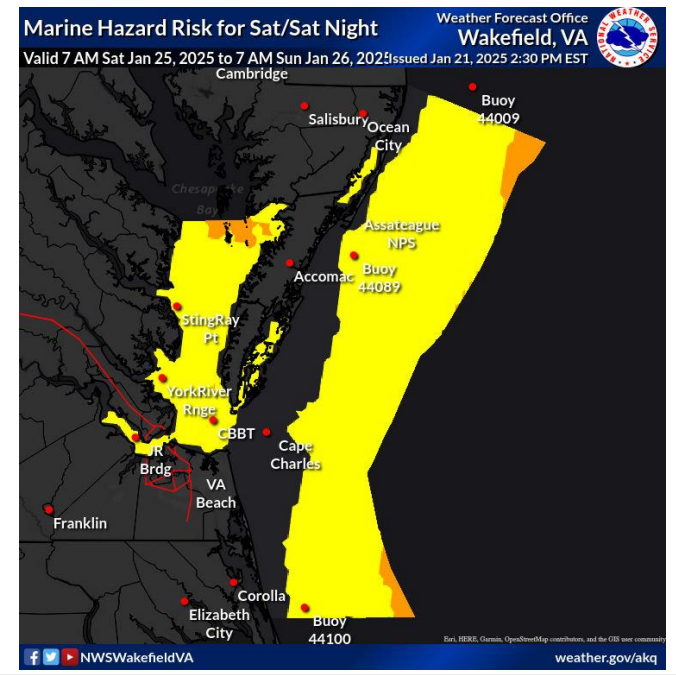 Marine Hazard Risk for Sat/Sat Night
Weather Forecast Office
Wakefield, VA
Valid 7 AM Sat Jan 25, 2025 to 7 AM Sun Jan 26, 2025
Issued Jan 21, 2025 2:30 PM EST
NATIONAL WEATHER SERVICE
Cambridge
Buoy
44009
Salisbury
Ocean
City
Chesapeake
Bay
Assateague
NPS
Accomac
Buoy
44089
StingRay
Pt
YorkRiver
Rnge
CBBT
Cape
Charles
JR
Brdg
VA
Beach
Franklin
Corolla
Elizabeth
City
Buoy
44100
Esri, HERE, Garmin, OpenStreetMap contributors, and the GIS user community
NWSWakefieldVA
weather.gov/akq